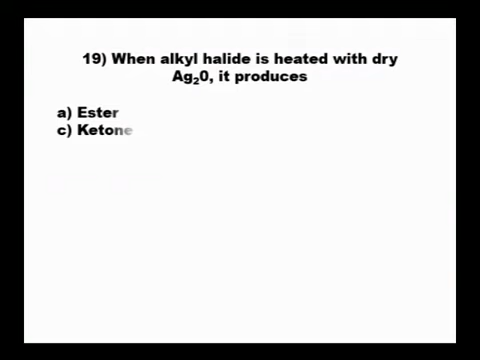 19) When alkyl halide is heated with dry
Ag₂0, it produces
a) Ester
c) Ketone